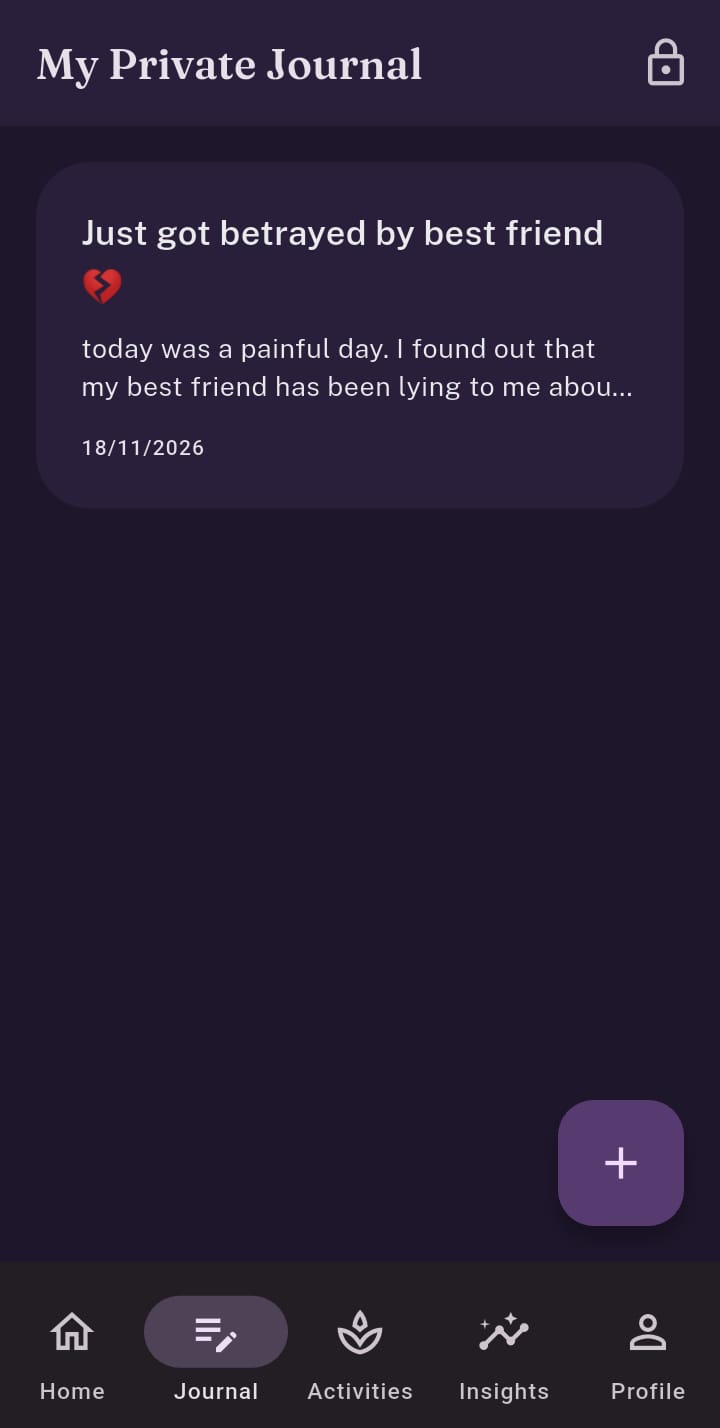 My Private Journal
Just got betrayed by best friend
💔
today was a painful day. I found out that
my best friend has been lying to me abou...
18/11/2026
Home
Journal
Activities
Insights
Profile